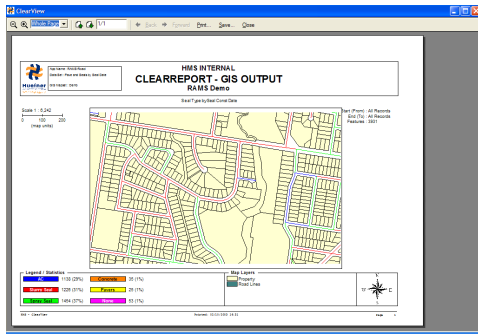 ClearView
Whole Page 1/1 Back Forward Print... Save... Close
HMS INTERNAL
CLEARREPORT - GIS OUTPUT
RAMS Demo
Seal Type by Seal Const Date
Scale 1 : 6,242
0 100 200
(map units)
Start (From) : All Records
End (To) : All Records
Features : 3931
Legend / Statistics
AC 1138 (29%)
Slurry Seal 1226 (31%)
Spray Seal 1454 (37%)
Concrete 35 (1%)
Pavers 25 (1%)
None 53 (1%)
Map Layers
Property
Road Lines
W E